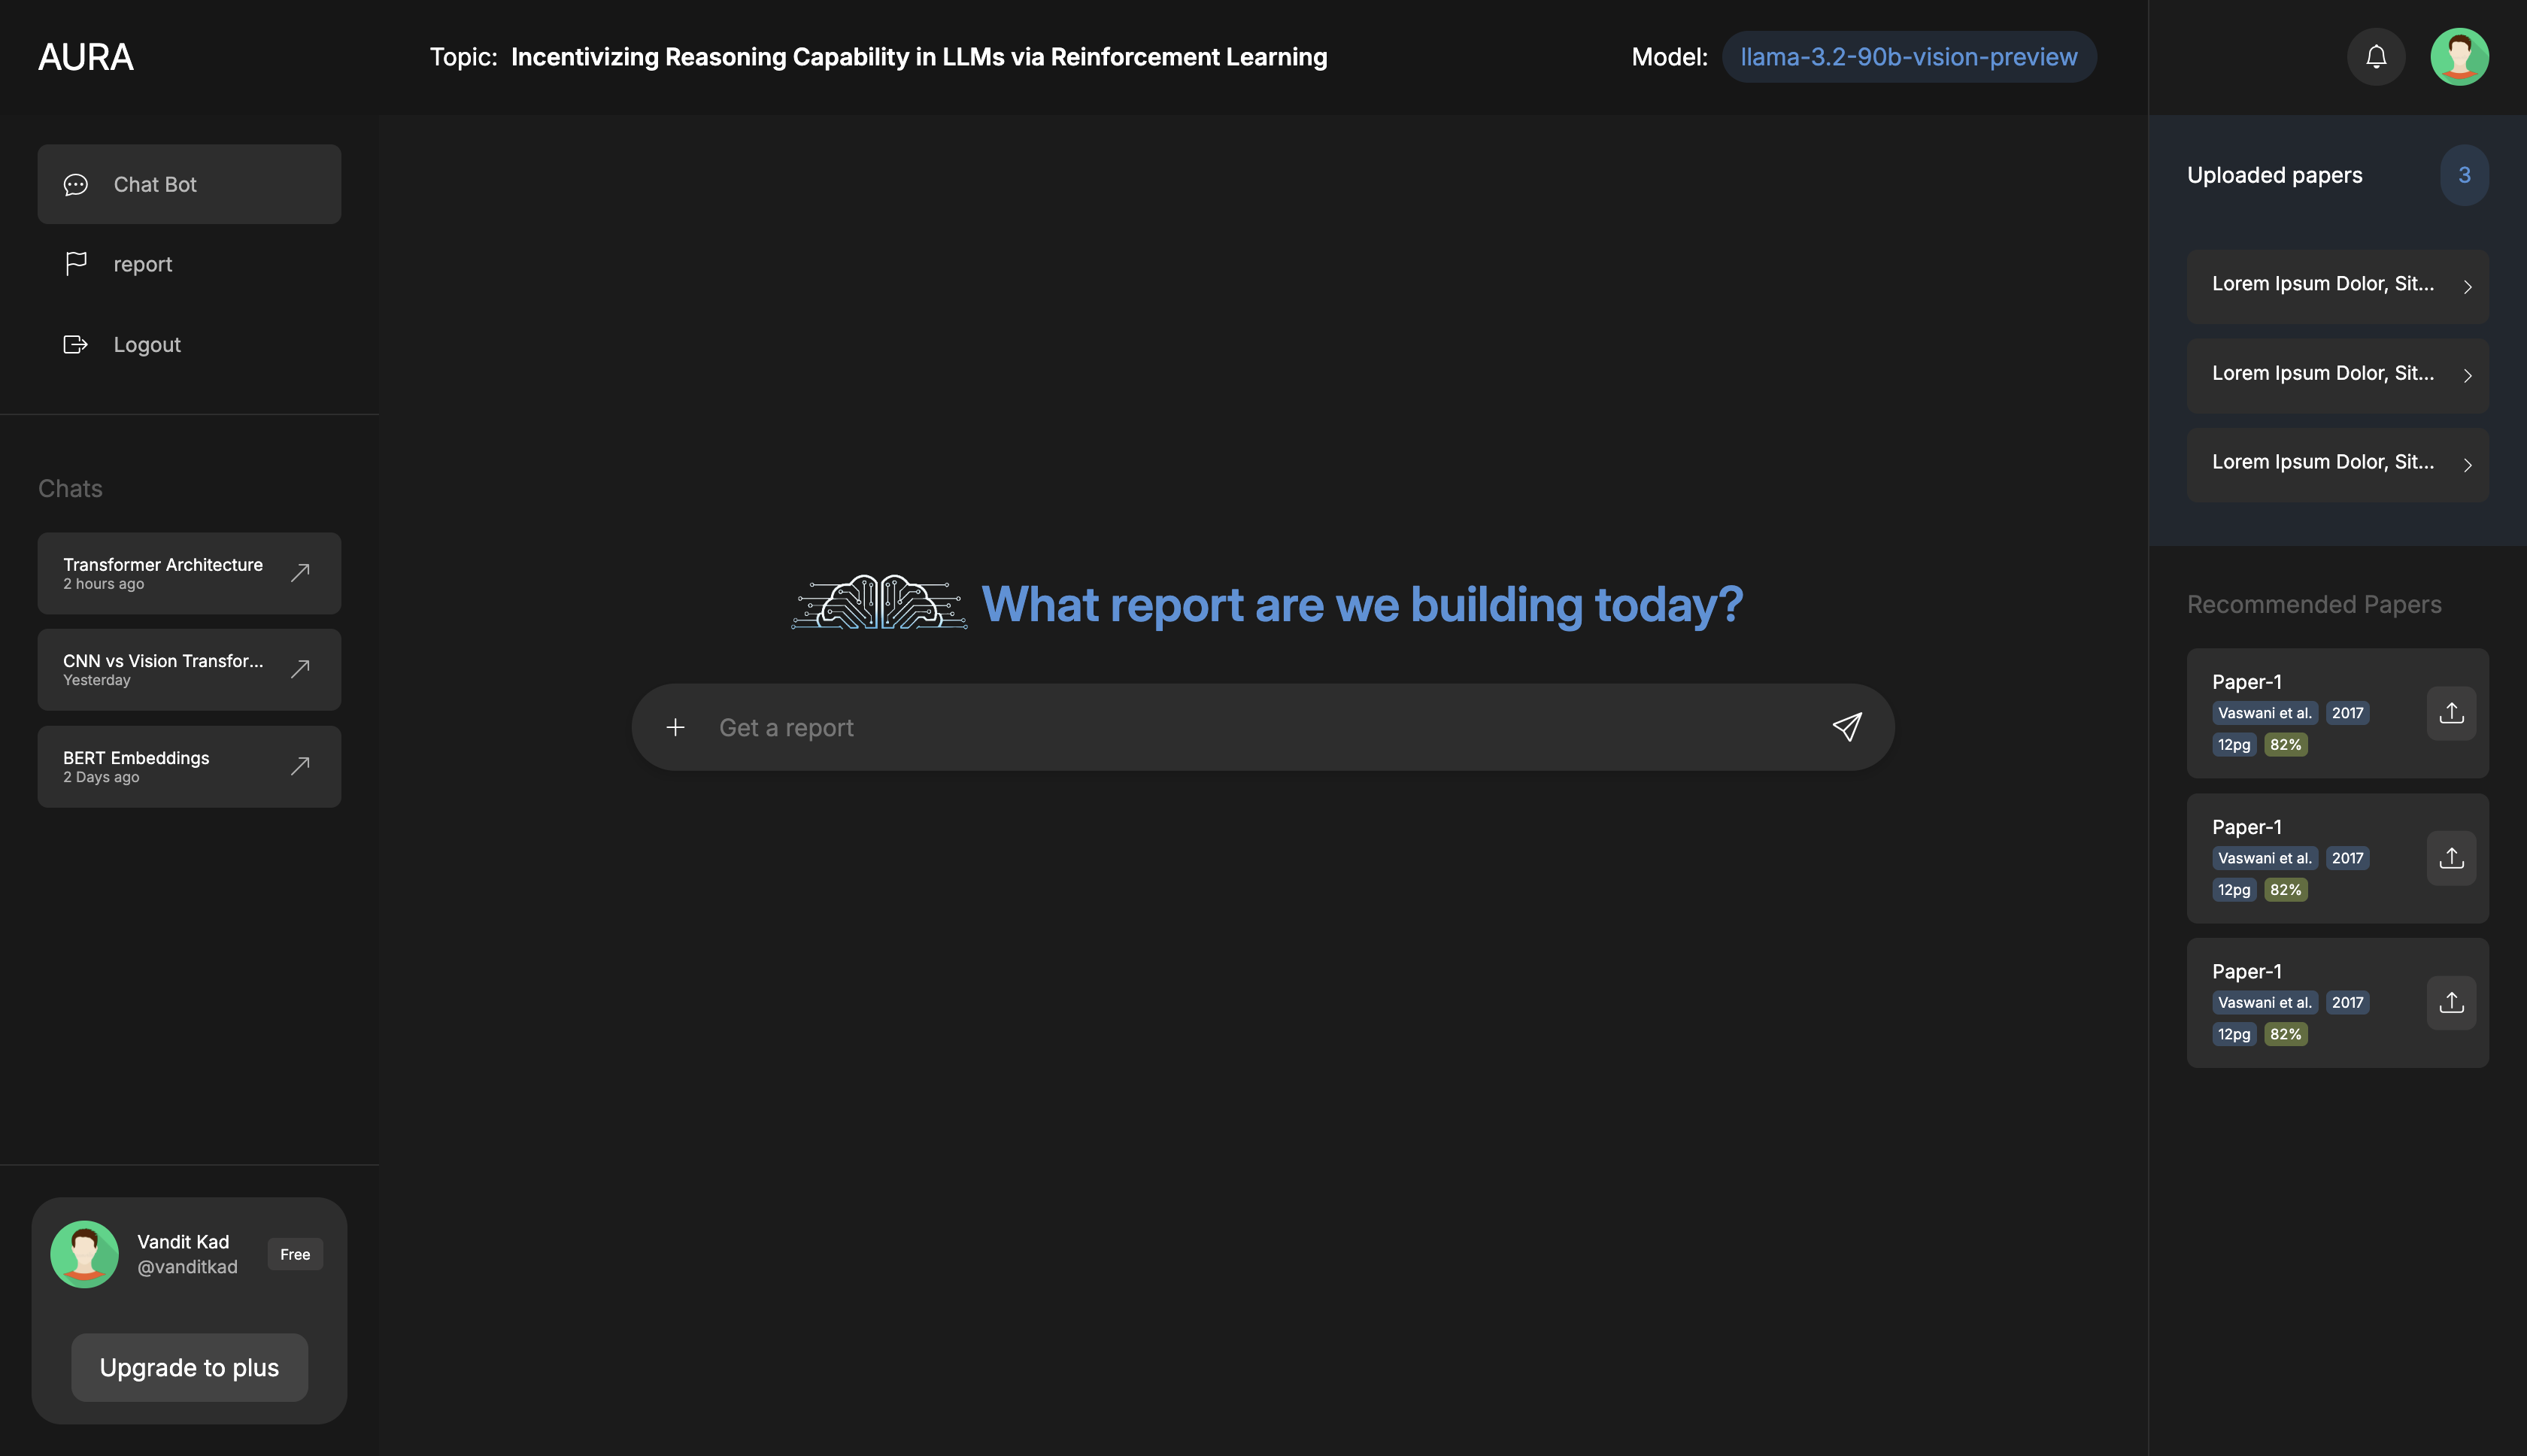 AURA
Topic: Incentivizing Reasoning Capability in LLMs via Reinforcement Learning
Model: llama-3.2-90b-vision-preview
Chat Bot
report
Logout
Chats
Transformer Architecture
2 hours ago
CNN vs Vision Transfor...
Yesterday
BERT Embeddings
2 Days ago
Vandit Kad
@vanditkad
Free
Upgrade to plus
What report are we building today?
Get a report
Uploaded papers
3
Lorem Ipsum Dolor, Sit...
Lorem Ipsum Dolor, Sit...
Lorem Ipsum Dolor, Sit...
Recommended Papers
Paper-1
Vaswani et al. 2017
12pg 82%
Paper-1
Vaswani et al. 2017
12pg 82%
Paper-1
Vaswani et al. 2017
12pg 82%